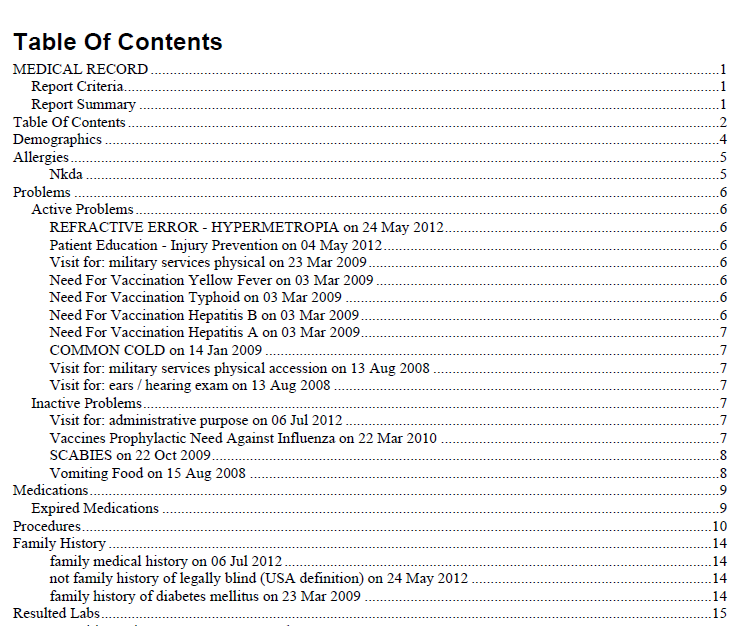 Table Of Contents
MEDICAL RECORD 1
Report Criteria 1
Report Summary 1
Table Of Contents 2
Demographics 4
Allergies 5
Nkda 5
Problems 6
Active Problems 6
REFRACTIVE ERROR - HYPERMETROPIA on 24 May 2012 6
Patient Education - Injury Prevention on 04 May 2012 6
Visit for: military services physical on 23 Mar 2009 6
Need For Vaccination Yellow Fever on 03 Mar 2009 6
Need For Vaccination Typhoid on 03 Mar 2009 6
Need For Vaccination Hepatitis B on 03 Mar 2009 6
Need For Vaccination Hepatitis A on 03 Mar 2009 7
COMMON COLD on 14 Jan 2009 7
Visit for: military services physical accession on 13 Aug 2008 7
Visit for: ears / hearing exam on 13 Aug 2008 7
Inactive Problems 7
Visit for: administrative purpose on 06 Jul 2012 7
Vaccines Prophylactic Need Against Influenza on 22 Mar 2010 7
SCABIES on 22 Oct 2009 8
Vomiting Food on 15 Aug 2008 8
Medications 9
Expired Medications 9
Procedures 10
Family History 14
family medical history on 06 Jul 2012 14
not family history of legally blind (USA definition) on 24 May 2012 14
family history of diabetes mellitus on 23 Mar 2009 14
Resulted Labs 15